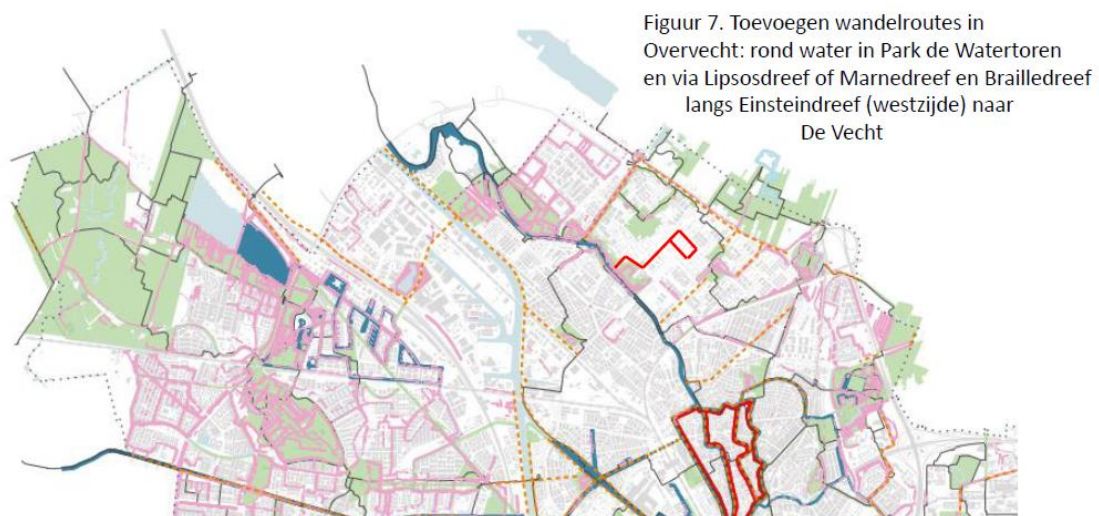 Figuur 7. Toevoegen wandelroutes in
Overvecht: rond water in Park de Watertoren
en via Lipsosdreef of Marnedreef en Brailledreef
langs Einsteindreef (westzijde) naar
De Vecht